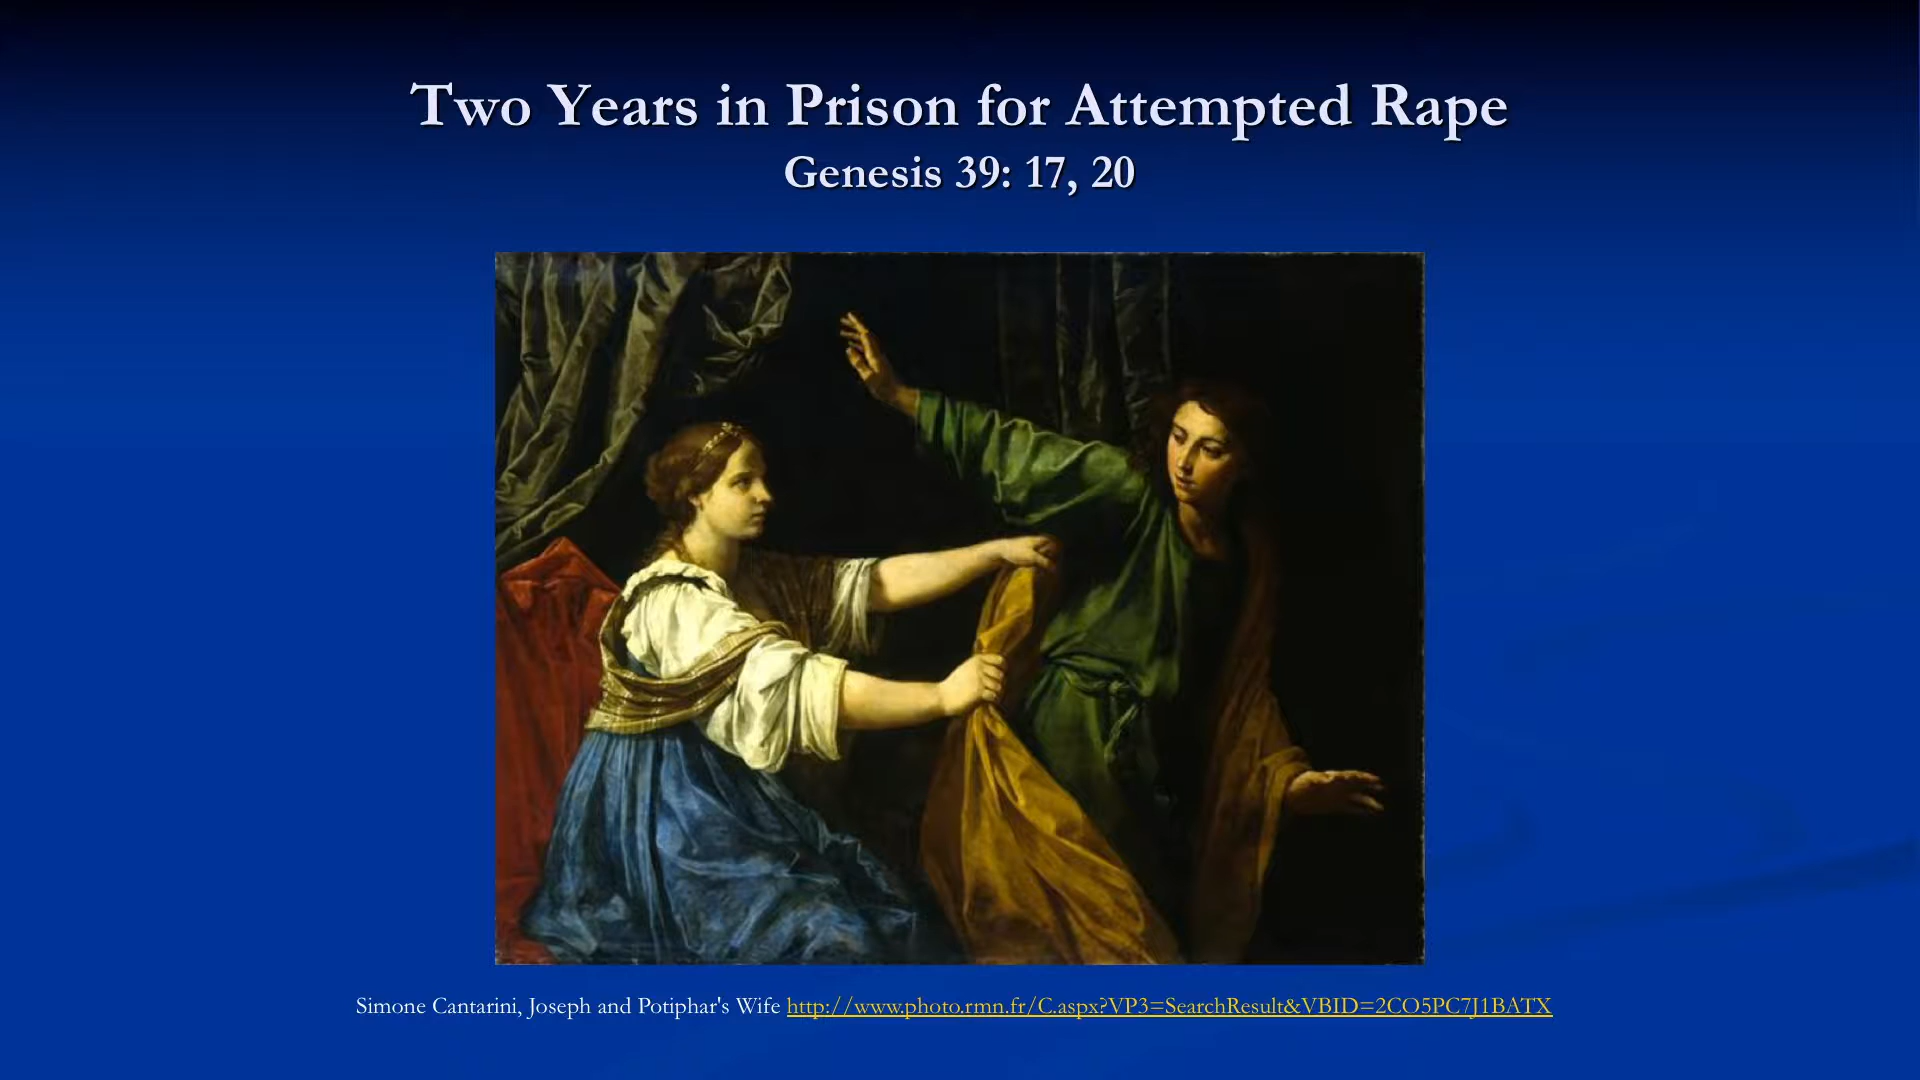 Two Years in Prison for Attempted Rape
Genesis 39: 17, 20
Simone Cantarini, Joseph and Potiphar's Wife http://www.photo.rmn.fr/C.aspx?VP3=SearchResult&VBID=2CO5PC7J1BATX